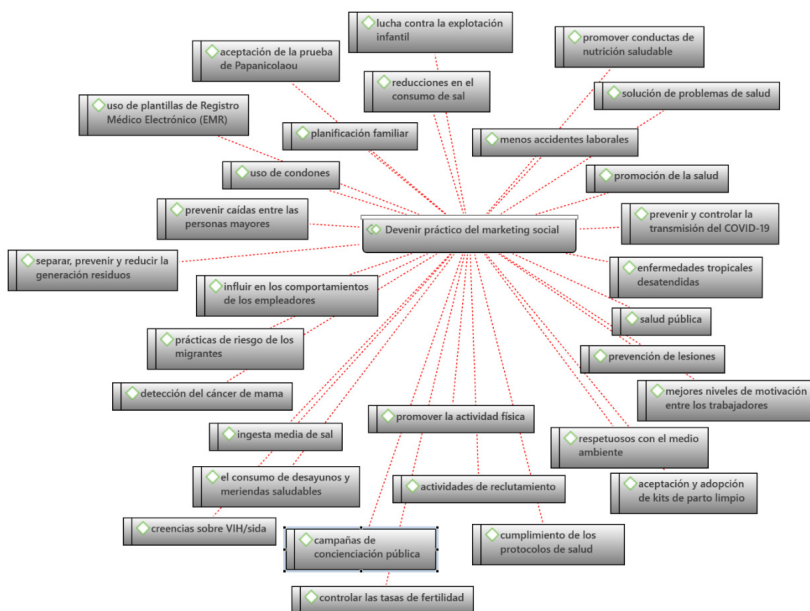 lucha contra la explotación
infantil
promover conductas de
nutrición saludable
aceptación de la prueba
de Papanicolaou
reducciones en el
consumo de sal
solución de problemas de salud
uso de plantillas de Registro
Médico Electrónico (EMR)
planificación familiar
menos accidentes laborales
uso de condones
promoción de la salud
prevenir caídas entre las
personas mayores
Devenir práctico del marketing social
prevenir y controlar la
transmisión del COVID-19
separar, prevenir y reducir la
generación residuos
enfermedades tropicales
desatendidas
influir en los comportamientos
de los empleadores
salud pública
prácticas de riesgo de los
migrantes
prevención de lesiones
detección del cáncer de mama
mejores niveles de motivación
entre los trabajadores
promover la actividad física
ingesta media de sal
respetuosos con el medio
ambiente
el consumo de desayunos y
meriendas saludables
actividades de reclutamiento
aceptación y adopción
de kits de parto limpio
creencias sobre VIH/sida
campañas de
concienciación pública
cumplimiento de los
protocolos de salud
controlar las tasas de fertilidad